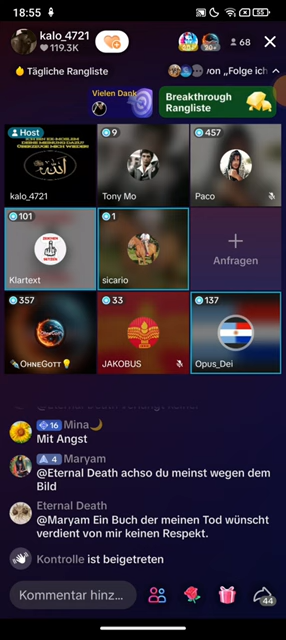 18:55
55
kalo_4721
119.3K
20+
68
Tägliche Rangliste
von „Folge ich
Vielen Dank
Breakthrough
Rangliste
Host
9
457
kalo_4721
Tony Mo
Paco
101
1
Klartext
sicario
Anfragen
357
33
137
OHNEGOTT
JAKOBUS
Opus_Dei
16 Mina
Mit Angst
4 Maryam
@Eternal Death achso du meinst wegen dem
Bild
Eternal Death
@Maryam Ein Buch der meinen Tod wünscht
verdient von mir keinen Respekt.
Kontrolle ist beigetreten
Kommentar hinz...
44